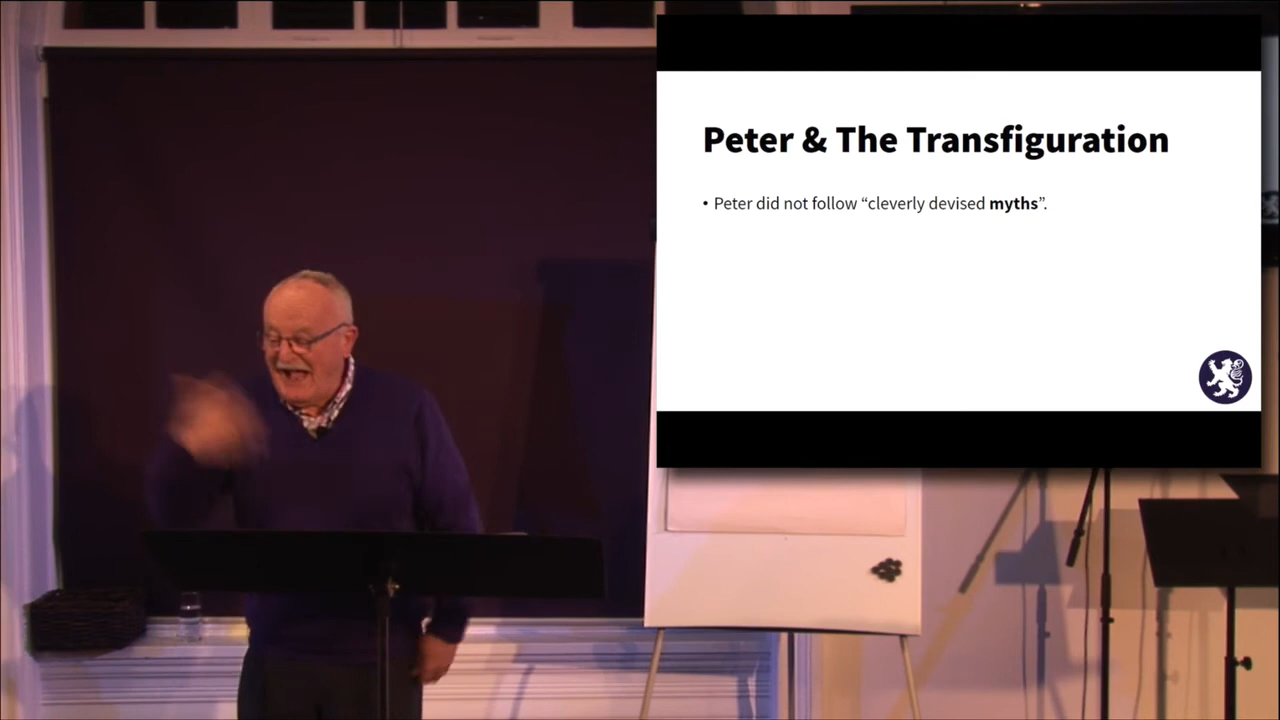 Peter & The Transfiguration
• Peter did not follow “cleverly devised myths”.